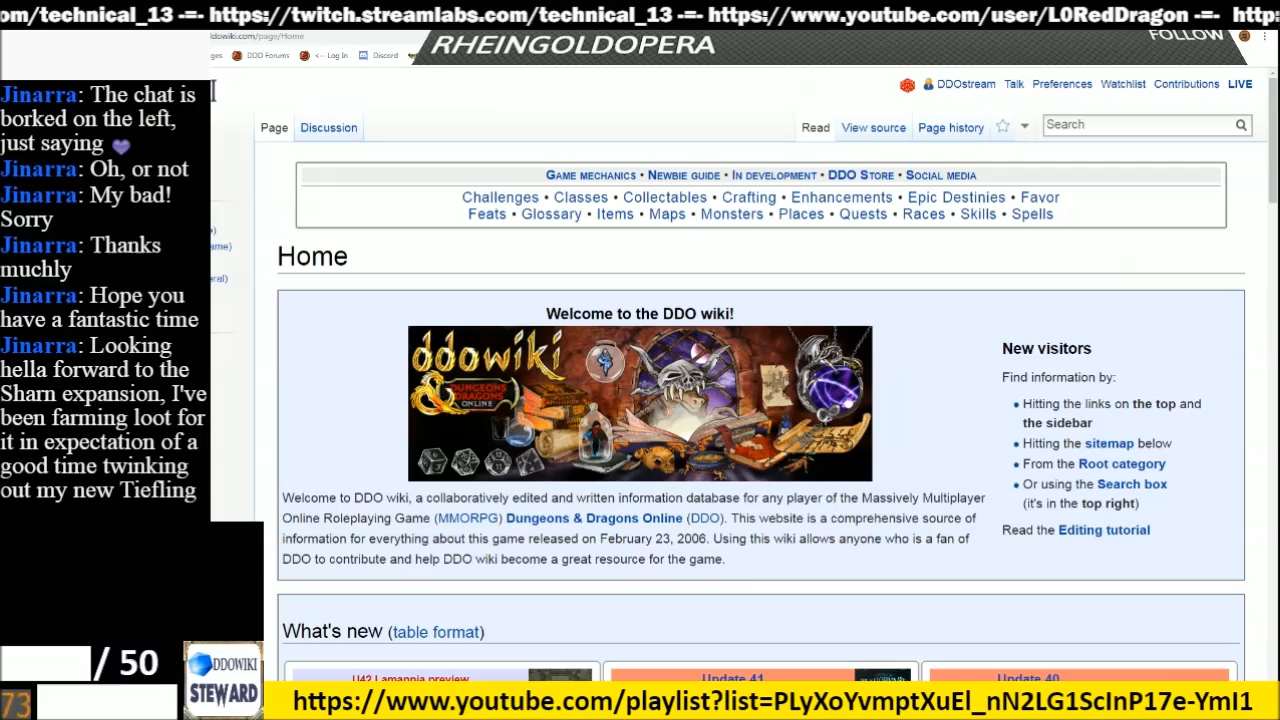 om/technical_13 -=- https://twitch.streamlabs.com/technical_13 -=- https://www.youtube.com/user/L0RedDragon -=- http
dowiki.com/page/Home
RHEINGOLDOPERA
FOLLOW
ges DDO Forums <-- Log In Discord
DDOstream Talk Preferences Watchlist Contributions LIVE
Page Discussion Read View source Page history Search
Jinarra: The chat is
borked on the left,
just saying
Jinarra: Oh, or not
Jinarra: My bad!
Sorry
Jinarra: Thanks
muchly
Jinarra: Hope you
have a fantastic time
Jinarra: Looking
hella forward to the
Sharn expansion, I've
been farming loot for
it in expectation of a
good time twinking
out my new Tiefling
ame)
eral)
Game mechanics • Newbie guide • In development • DDO Store • Social media
Challenges • Classes • Collectables • Crafting • Enhancements • Epic Destinies • Favor
Feats • Glossary • Items • Maps • Monsters • Places • Quests • Races • Skills • Spells
Home
Welcome to the DDO wiki!
ddowiki
DUNGEONS
& DRAGONS
ONLINE
Welcome to DDO wiki, a collaboratively edited and written information database for any player of the Massively Multiplayer
Online Roleplaying Game (MMORPG) Dungeons & Dragons Online (DDO). This website is a comprehensive source of
information for everything about this game released on February 23, 2006. Using this wiki allows anyone who is a fan of
DDO to contribute and help DDO wiki become a great resource for the game.
New visitors
Find information by:
• Hitting the links on the top and
the sidebar
• Hitting the sitemap below
• From the Root category
• Or using the Search box
(it's in the top right)
Read the Editing tutorial
What's new (table format)
U42 Lamannia preview
Update 41
Update 40
/ 50
73
DDOWIKI
STEWARD
https://www.youtube.com/playlist?list=PLyXoYvmptXuEl_nN2LG1ScInP17e-YmI1